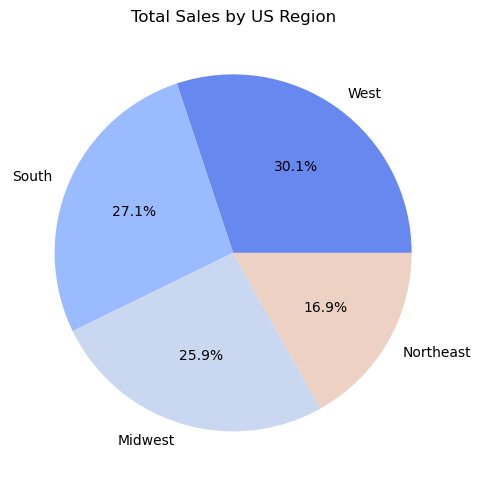 Total Sales by US Region
West
30.1%
South
27.1%
16.9%
Northeast
25.9%
Midwest